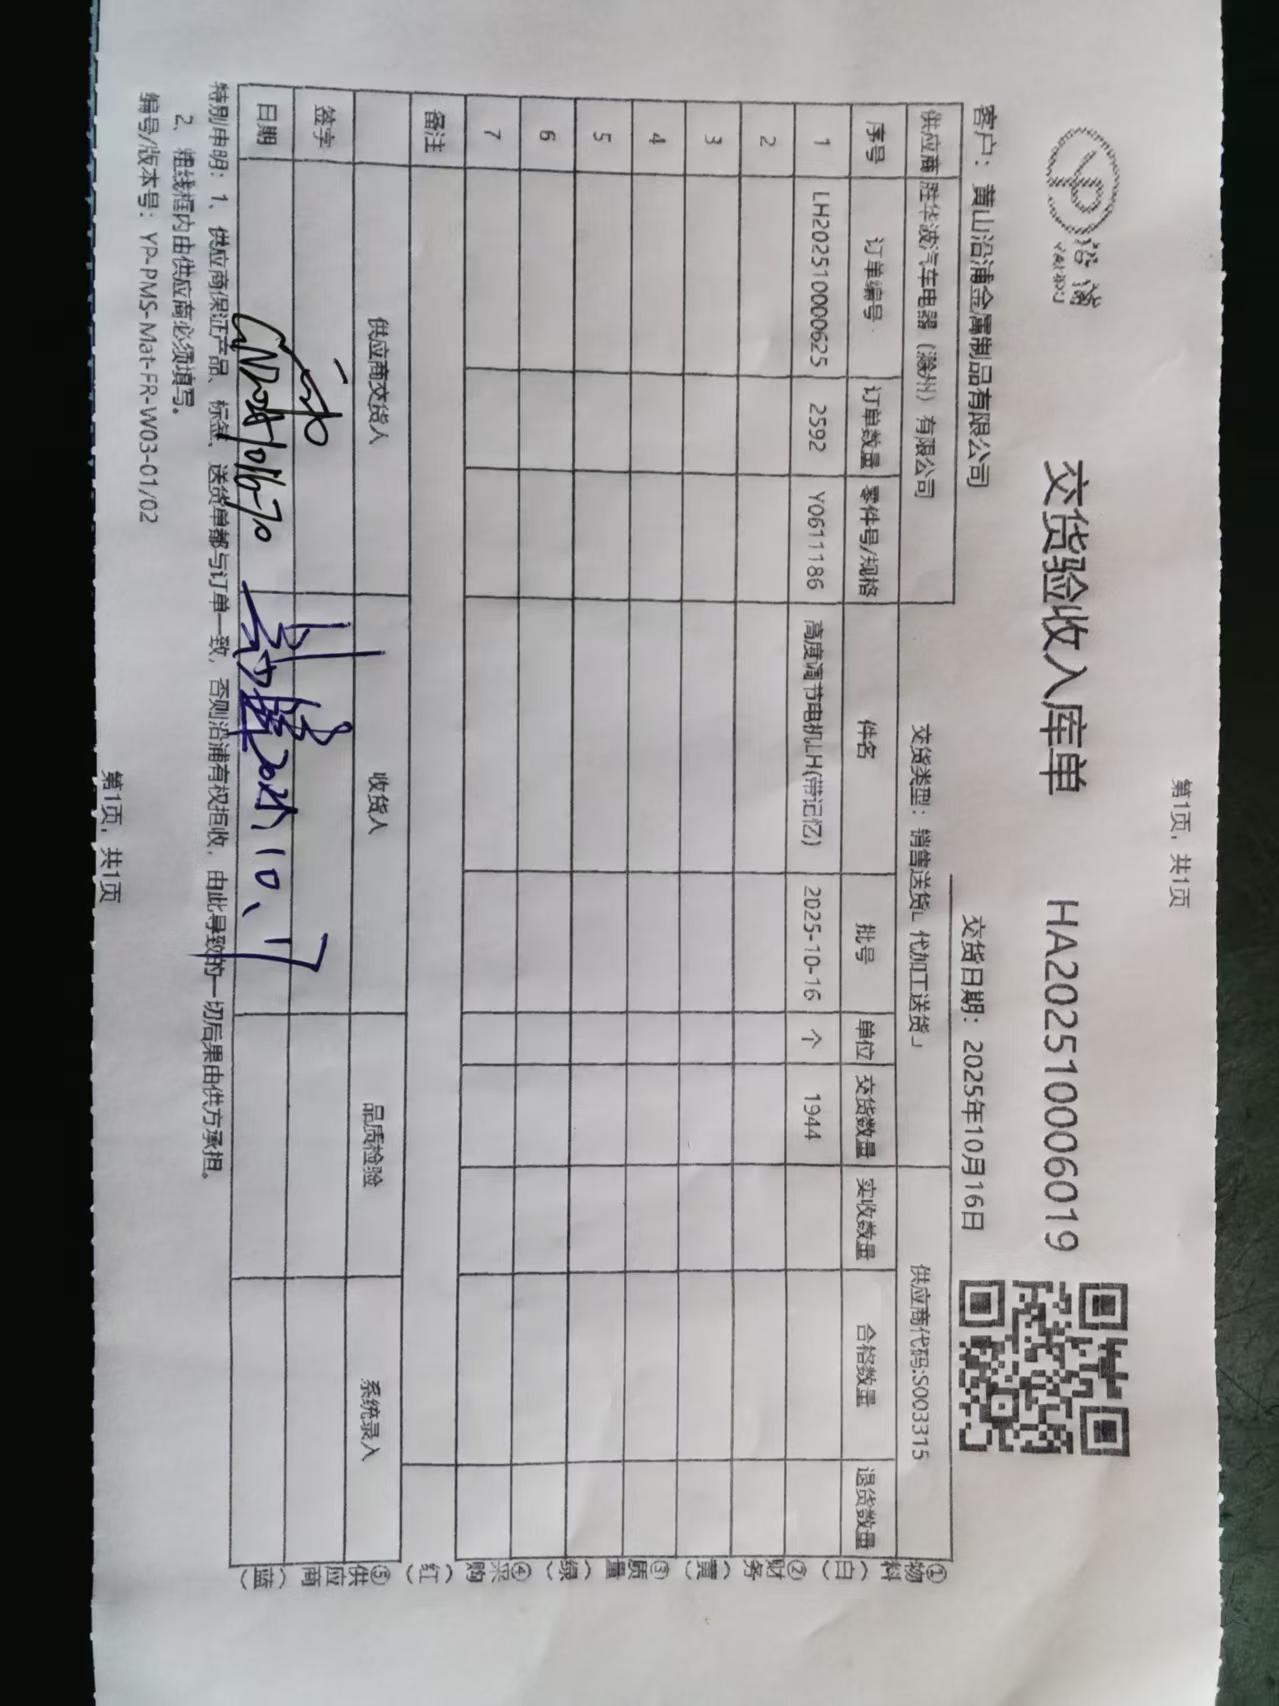 第1页，共1页
沿浦
YANPU
交货验收入库单 HA202510006019
客户：黄山沿浦金属制品有限公司 交货日期：2025年10月16日
供应商 胜华波汽车电器（滁州）有限公司 交货类型：销售送货 代加工送货 供应商代码:S003315
序号 订单编号 订单数量 零件号/规格 件名 批号 单位 交货数量 实收数量 合格数量 退货数量
1 LH202510000625 2592 Y0611186 高度调节电机LH(带记忆) 2025-10-16 个 1944
2
3
4
5
6
7
备注
供应商交货人 收货人 品质检验 系统录入
签字
日期 2025.10.17
特别申明：1、供应商保证产品、标签、送货单都与订单一致，否则沿浦有权拒收，由此导致的一切后果由供方承担。
2、粗线框内由供应商必须填写。
编号/版本号：YP-PMS-Mat-FR-W03-01/02
第1页，共1页
①物料（白）②财务（黄）③质量（绿）④采购（红）⑤供应商（蓝）